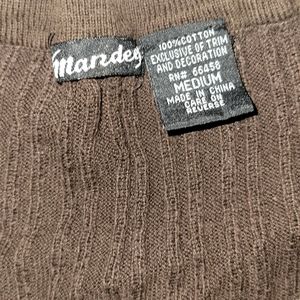 mandee
100% COTTON
EXCLUSIVE OF TRIM
AND DECORATION
RN# 66458
MEDIUM
MADE IN CHINA
CARE ON
REVERSE